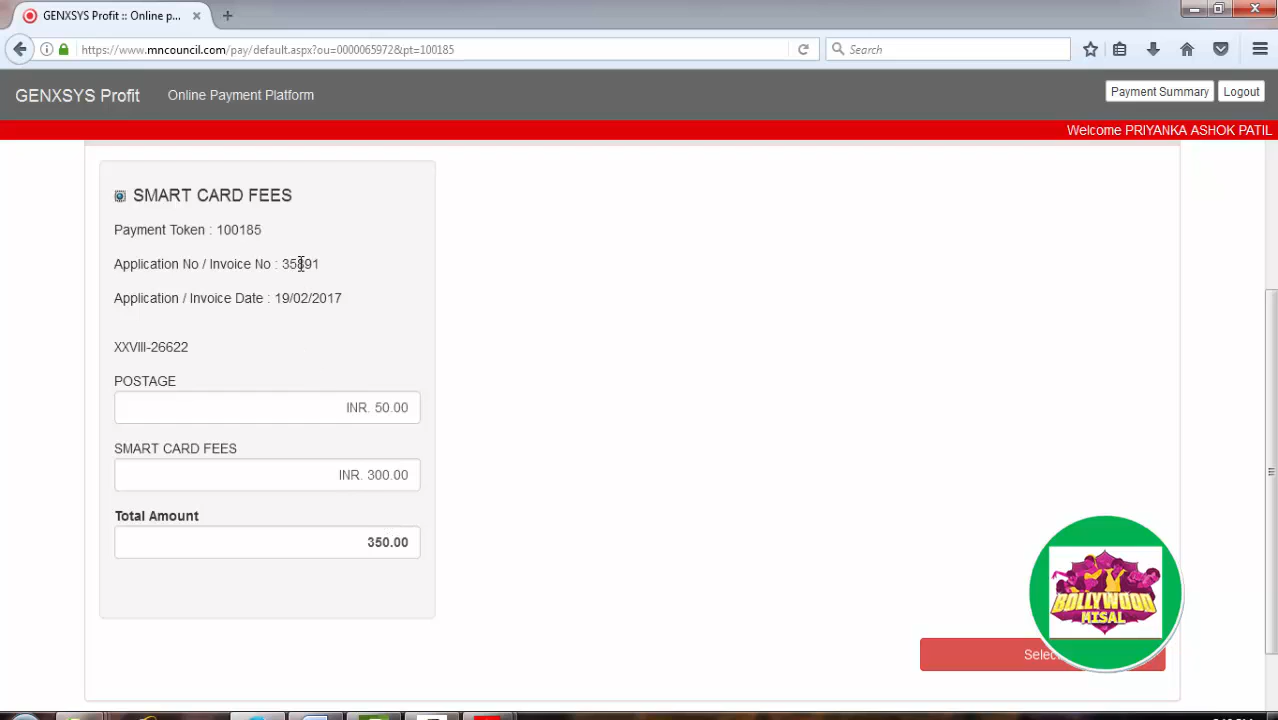 GENXSYS Profit :: Online p...
https://www.mncouncil.com/pay/default.aspx?ou=0000065972&pt=100185
Search
GENXSYS Profit
Online Payment Platform
Payment Summary
Logout
Welcome PRIYANKA ASHOK PATIL
SMART CARD FEES
Payment Token : 100185
Application No / Invoice No :
Application / Invoice Date : 19/02/2017
XXVIII-26622
POSTAGE
INR. 50.00
SMART CARD FEES
INR. 300.00
Total Amount
350.00
BOLLYWOOD
MISAL